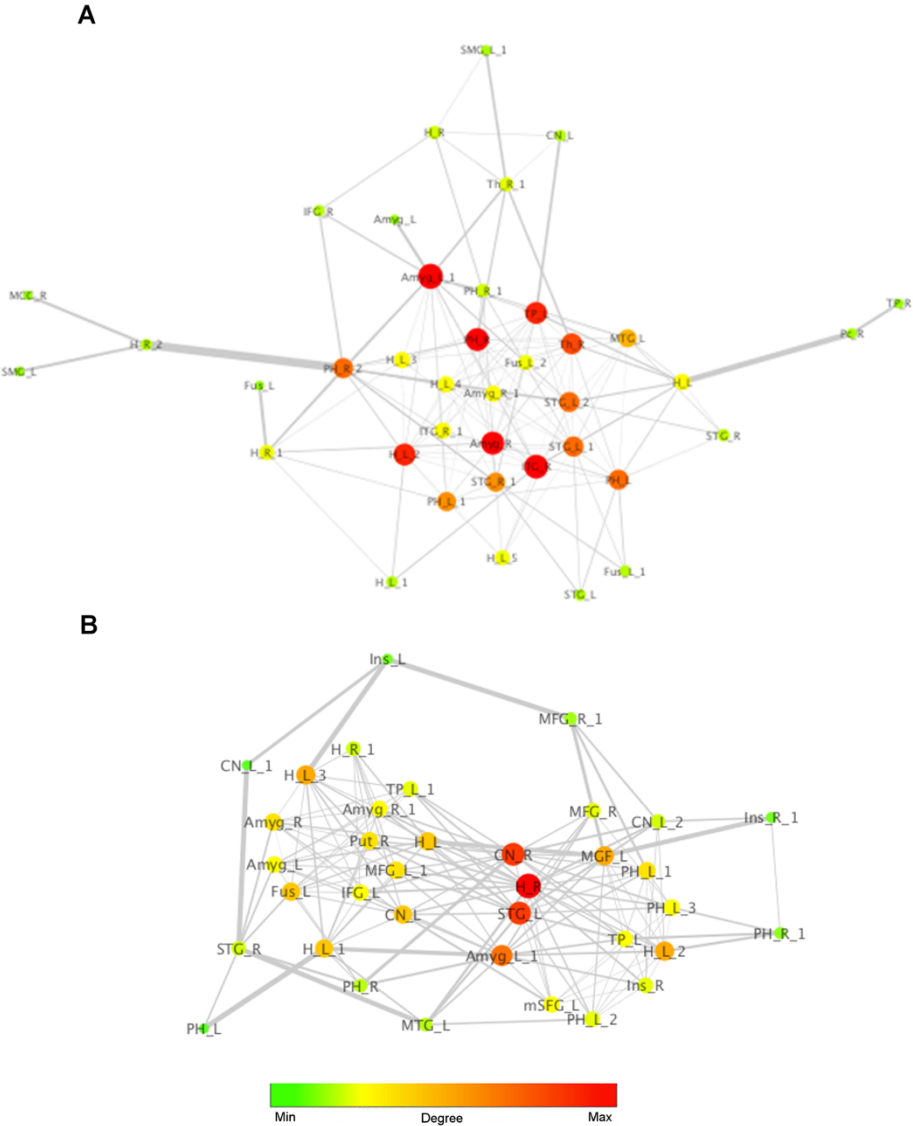 A
SMG_L_1
H_R
CN_L
Th_R_1
IFG_R
Amyg_L
Amyg_L_1
PH_R_1
MCC_R
TP_R
TP_L
Pc_R
H_R_2
PH_R
Th_R
MTG_L
H_L_3
Fus_L_2
SMG_L
PH_R_2
H_L
Fus_L
H_L_4
Amyg_R_1
STG_L_2
ITG_R_1
STG_R
H_R_1
H_L_2
Amyg_R
STG_L_1
STG_R_1
PH_L
PH_L_1
H_L_5
H_L_1
Fus_L_1
STG_L
B
Ins_L
MFG_R_1
H_R_1
CN_L_1
H_L_3
TP_L_1
Amyg_R_1
MFG_R
Amyg_R
CN_L_2
Ins_R_1
Put_R
H_L
CN_R
MGF_L
Amyg_L
MFG_L_1
PH_L_1
Fus_L
IFG_L
H_R
CN_L
STG_L
PH_L_3
PH_R_1
TP_L
STG_R
H_L_1
Amyg_L_1
H_L_2
PH_R
Ins_R
mSFG_L
PH_L_2
PH_L
MTG_L
Min
Degree
Max